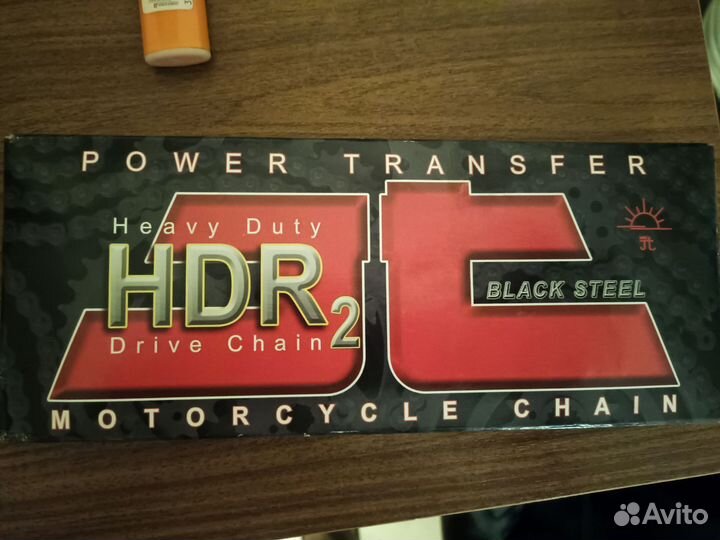 POWER TRANSFER
Heavy Duty
HDR2
Drive Chain
JT
BLACK STEEL
MOTORCYCLE CHAIN
Avito